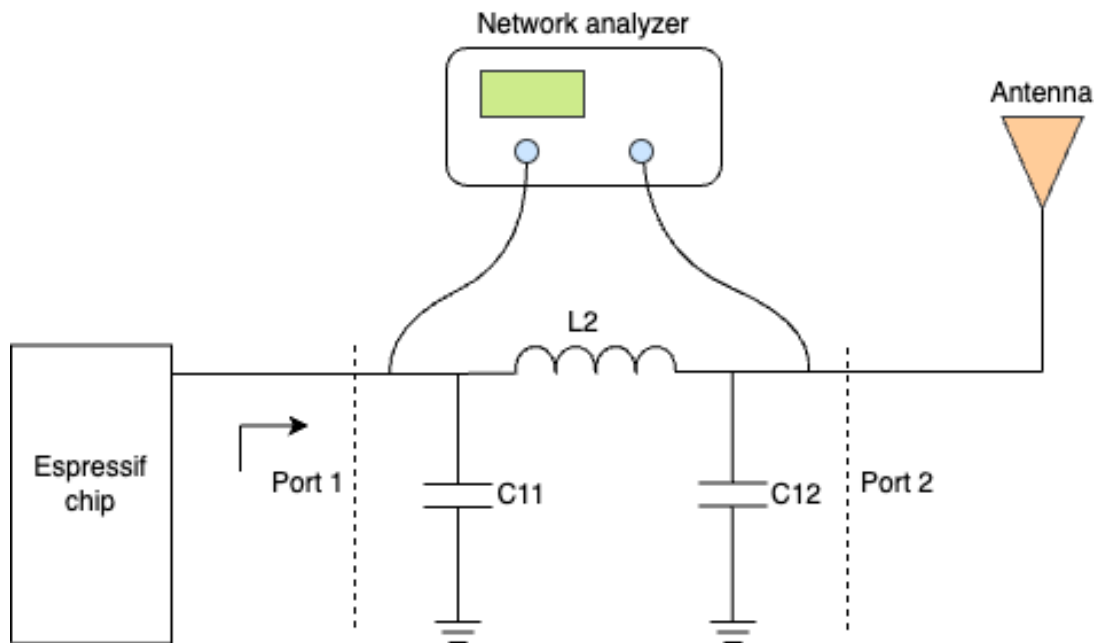 Network analyzer
Antenna
L2
Espressif
chip
Port 1
C11
C12
Port 2